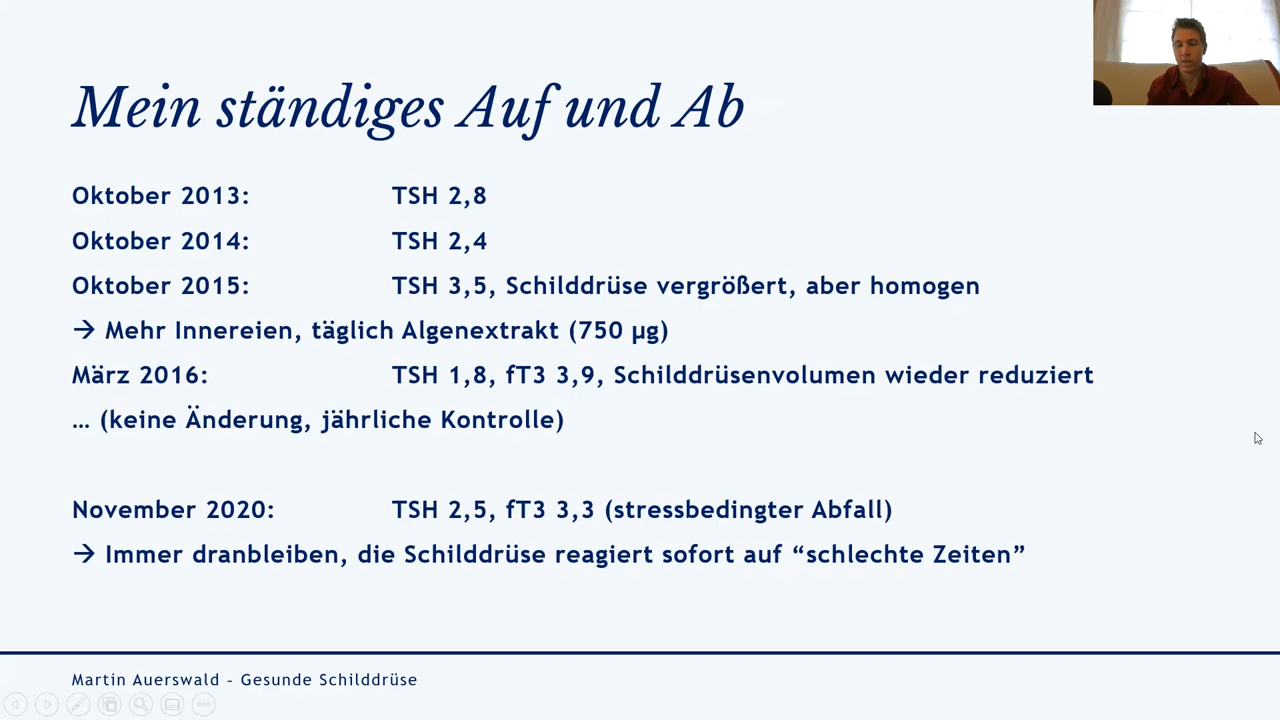 Mein ständiges Auf und Ab
Oktober 2013: TSH 2,8
Oktober 2014: TSH 2,4
Oktober 2015: TSH 3,5, Schilddrüse vergrößert, aber homogen
→ Mehr Innereien, täglich Algenextrakt (750 µg)
März 2016: TSH 1,8, fT3 3,9, Schilddrüsenvolumen wieder reduziert
… (keine Änderung, jährliche Kontrolle)
November 2020: TSH 2,5, fT3 3,3 (stressbedingter Abfall)
→ Immer dranbleiben, die Schilddrüse reagiert sofort auf “schlechte Zeiten”
Martin Auerswald – Gesunde Schilddrüse